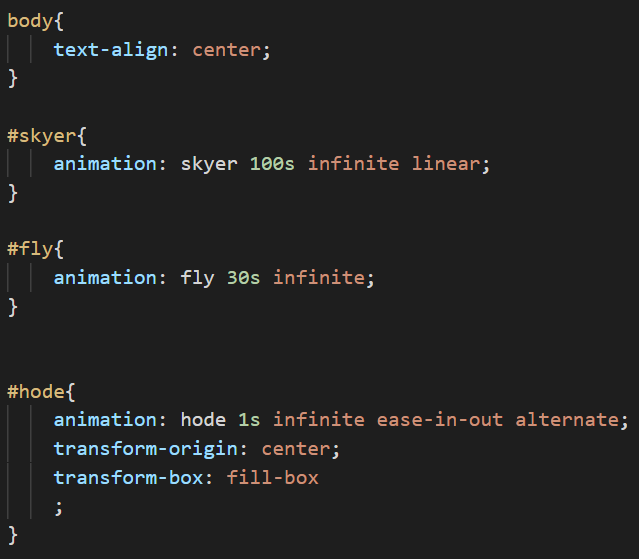 body{
    text-align: center;
}
#skyer{
    animation: skyer 100s infinite linear;
}
#fly{
    animation: fly 30s infinite;
}
#hode{
    animation: hode 1s infinite ease-in-out alternate;
    transform-origin: center;
    transform-box: fill-box
    ;
}